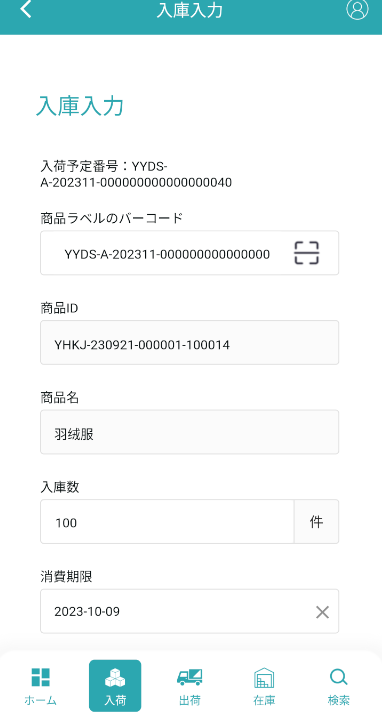 入庫入力
入庫入力
入荷予定番号：YYDS-
A-202311-000000000000000040
商品ラベルのバーコード
YYDS-A-202311-000000000000000
商品ID
YHKJ-230921-000001-100014
商品名
羽绒服
入庫数
100 件
消費期限
2023-10-09
ホーム 入荷 出荷 在庫 検索